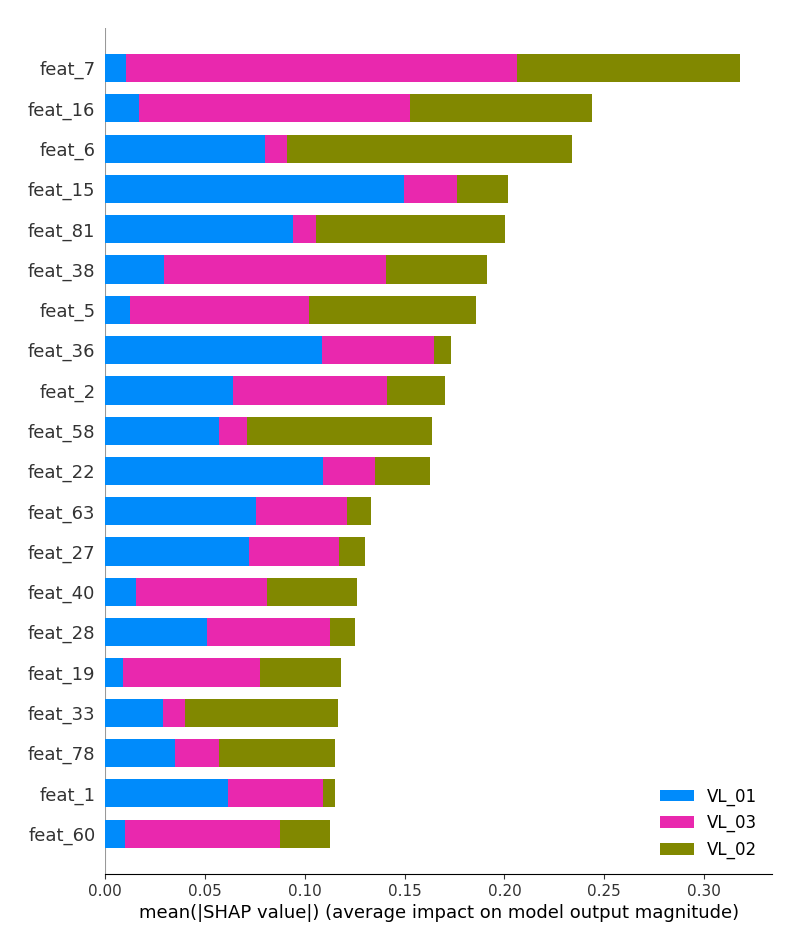 feat_7
feat_16
feat_6
feat_15
feat_81
feat_38
feat_5
feat_36
feat_2
feat_58
feat_22
feat_63
feat_27
feat_40
feat_28
feat_19
feat_33
feat_78
feat_1
feat_60
VL_01
VL_03
VL_02
0.00 0.05 0.10 0.15 0.20 0.25 0.30
mean(|SHAP value|) (average impact on model output magnitude)